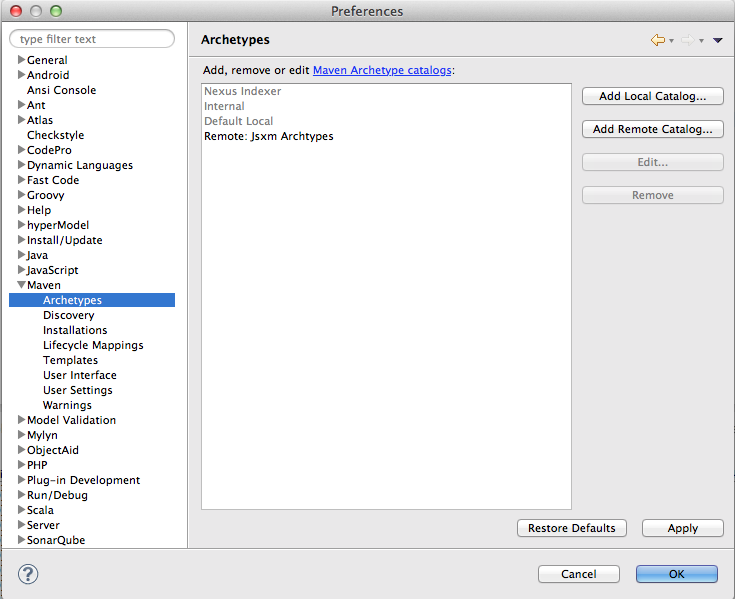 Preferences
type filter text
General
Android
Ansi Console
Ant
Atlas
Checkstyle
CodePro
Dynamic Languages
Fast Code
Groovy
Help
hyperModel
Install/Update
Java
JavaScript
Maven
Archetypes
Discovery
Installations
Lifecycle Mappings
Templates
User Interface
User Settings
Warnings
Model Validation
Mylyn
ObjectAid
PHP
Plug-in Development
Run/Debug
Scala
Server
SonarQube
Archetypes
Add, remove or edit Maven Archetype catalogs:
Nexus Indexer
Internal
Default Local
Remote: Jsxm Archtypes
Add Local Catalog...
Add Remote Catalog...
Edit...
Remove
Restore Defaults
Apply
?
Cancel
OK